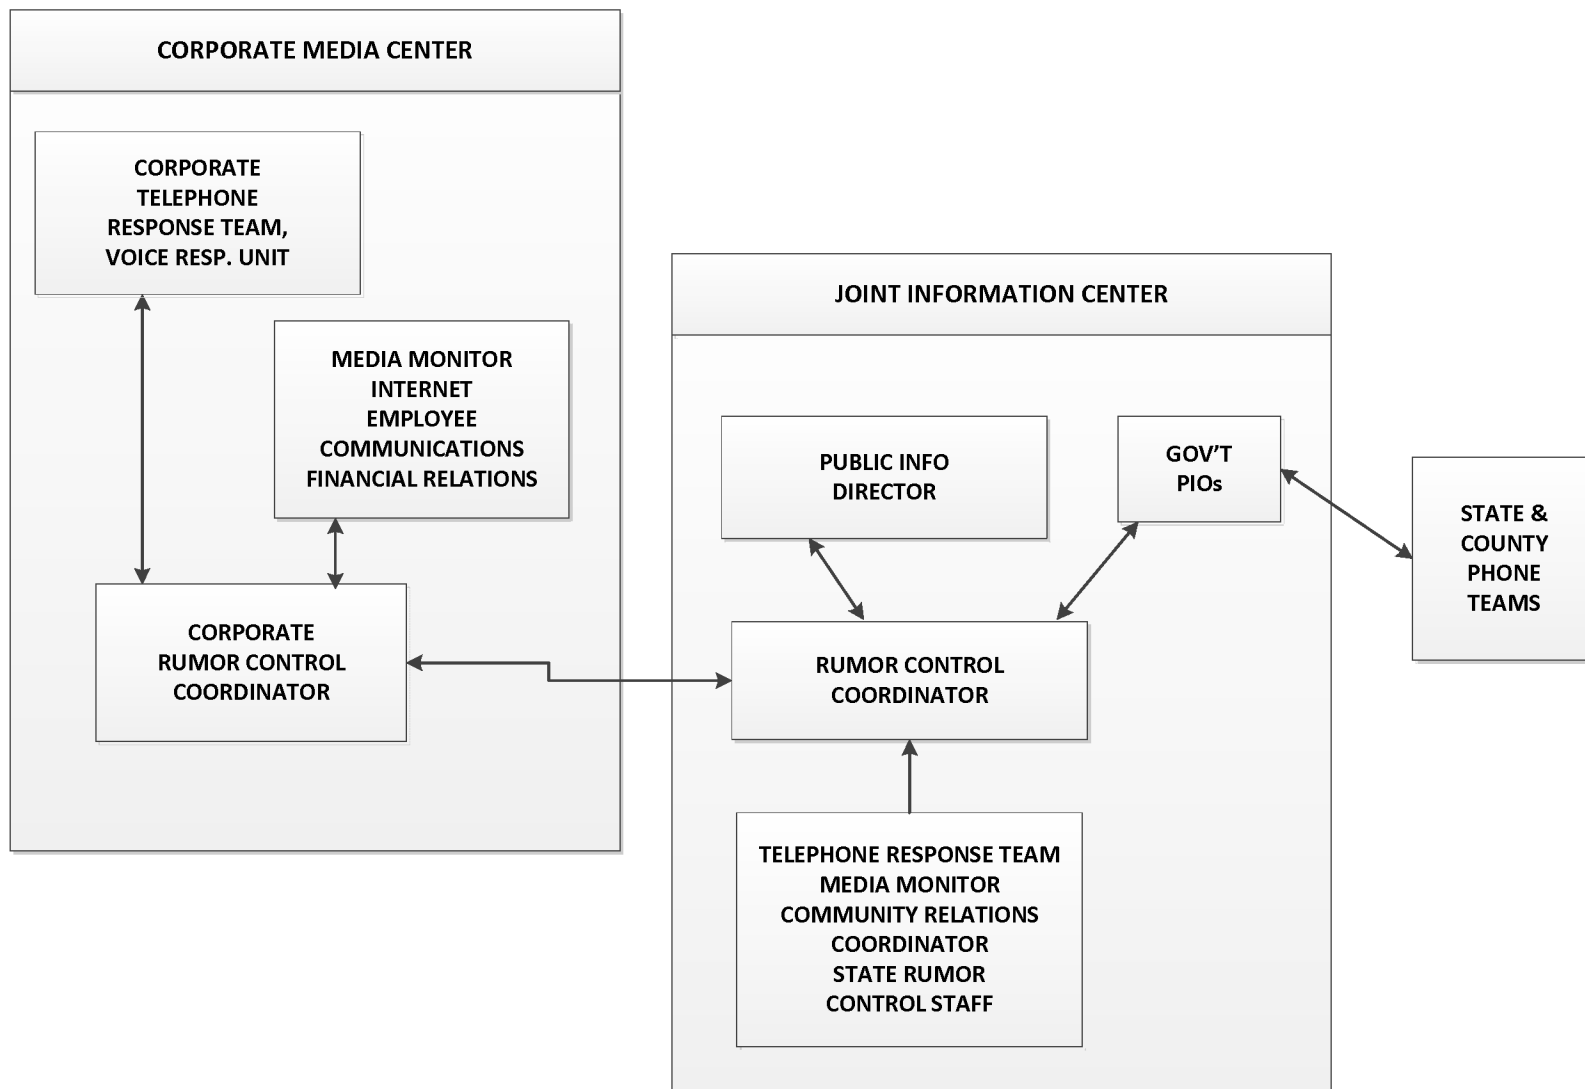 CORPORATE MEDIA CENTER
CORPORATE
TELEPHONE
RESPONSE TEAM,
VOICE RESP. UNIT
MEDIA MONITOR
INTERNET
EMPLOYEE
COMMUNICATIONS
FINANCIAL RELATIONS
CORPORATE
RUMOR CONTROL
COORDINATOR
JOINT INFORMATION CENTER
PUBLIC INFO
DIRECTOR
GOV'T
PIOs
STATE &
COUNTY
PHONE
TEAMS
RUMOR CONTROL
COORDINATOR
TELEPHONE RESPONSE TEAM
MEDIA MONITOR
COMMUNITY RELATIONS
COORDINATOR
STATE RUMOR
CONTROL STAFF